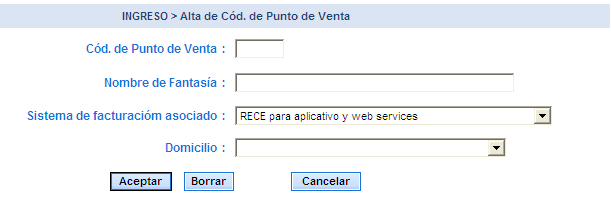 INGRESO > Alta de Cód. de Punto de Venta
Cód. de Punto de Venta :
Nombre de Fantasía :
Sistema de facturacióm asociado : RECE para aplicativo y web services
Domicilio :
Aceptar Borrar Cancelar